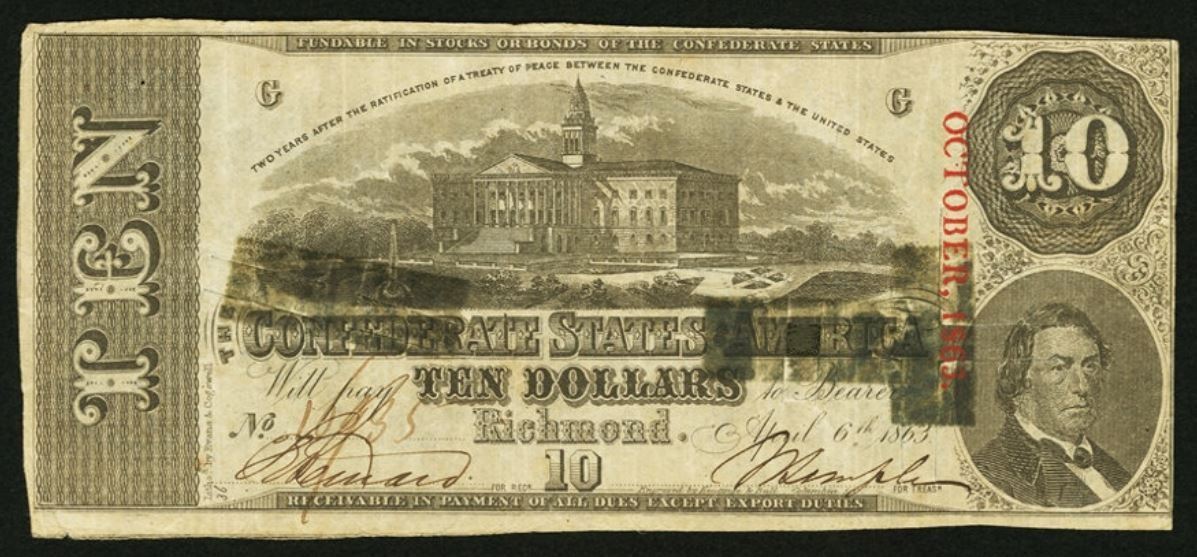 FUNDABLE IN STOCKS OR BONDS OF THE CONFEDERATE STATES
TWO YEARS AFTER THE RATIFICATION OF A TREATY OF PEACE BETWEEN THE CONFEDERATE STATES & THE UNITED STATES
G
G
10
TEN
OCTOBER, 1863.
THE
CONFEDERATE STATES AMERICA
Will pay TEN DOLLARS to Bearer
No
Richmond. April 6th 1863
10
FOR REGR.
FOR TREASR.
RECEIVABLE IN PAYMENT OF ALL DUES EXCEPT EXPORT DUTIES